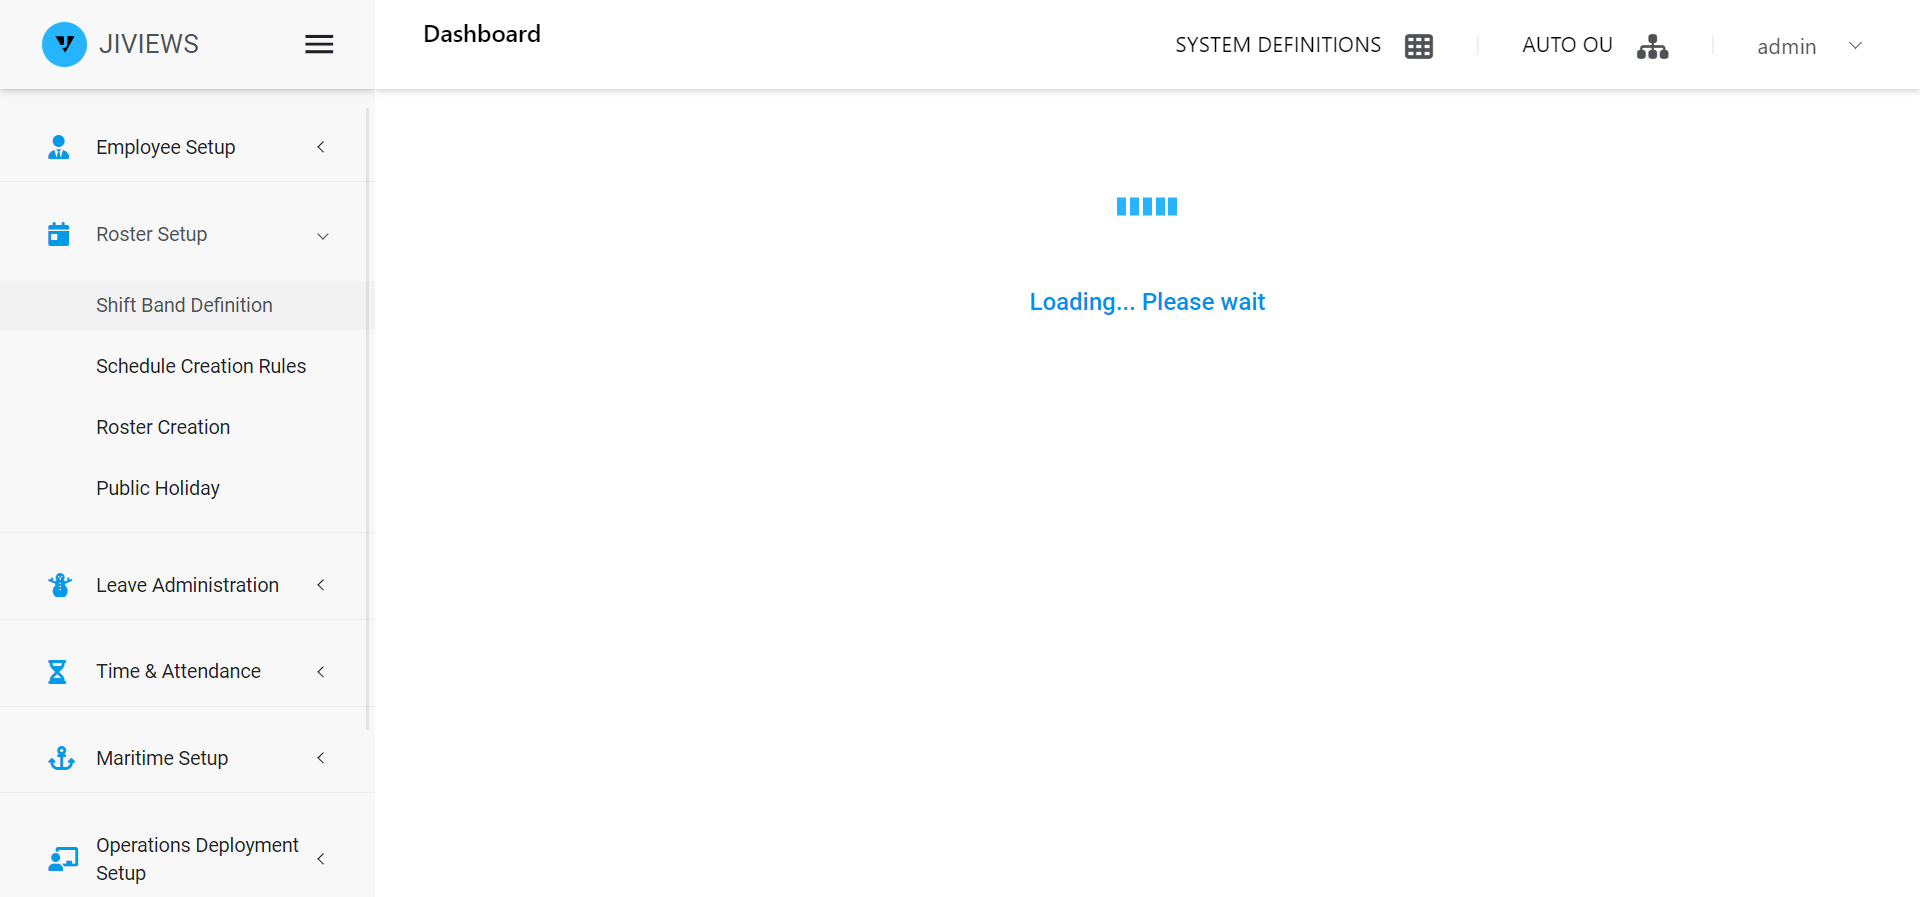 JIVIEWS
Dashboard
SYSTEM DEFINITIONS
AUTO OU
admin
Employee Setup
Roster Setup
Shift Band Definition
Schedule Creation Rules
Roster Creation
Public Holiday
Leave Administration
Time & Attendance
Maritime Setup
Operations Deployment
Setup
Loading... Please wait